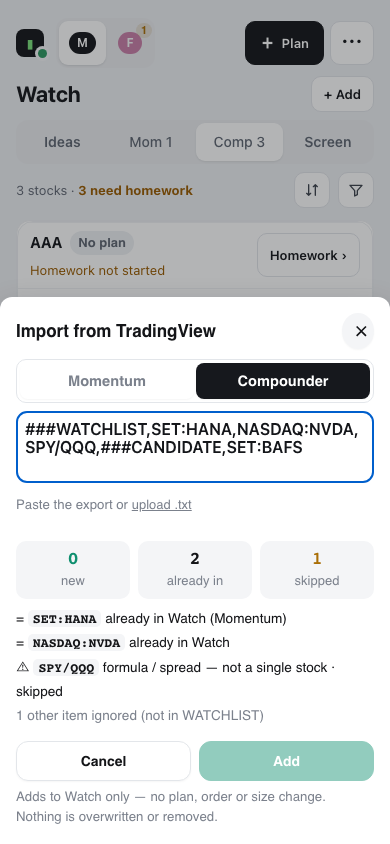 M
F
1
+ Plan
•••
Watch
+ Add
Ideas
Mom 1
Comp 3
Screen
3 stocks · 3 need homework
AAA
No plan
Homework not started
Homework ›
Import from TradingView
✕
Momentum
Compounder
###WATCHLIST,SET:HANA,NASDAQ:NVDA,
SPY/QQQ,###CANDIDATE,SET:BAFS
Paste the export or upload .txt
0
new
2
already in
1
skipped
= SET:HANA already in Watch (Momentum)
= NASDAQ:NVDA already in Watch
⚠ SPY/QQQ formula / spread — not a single stock ·
skipped
1 other item ignored (not in WATCHLIST)
Cancel
Add
Adds to Watch only — no plan, order or size change.
Nothing is overwritten or removed.